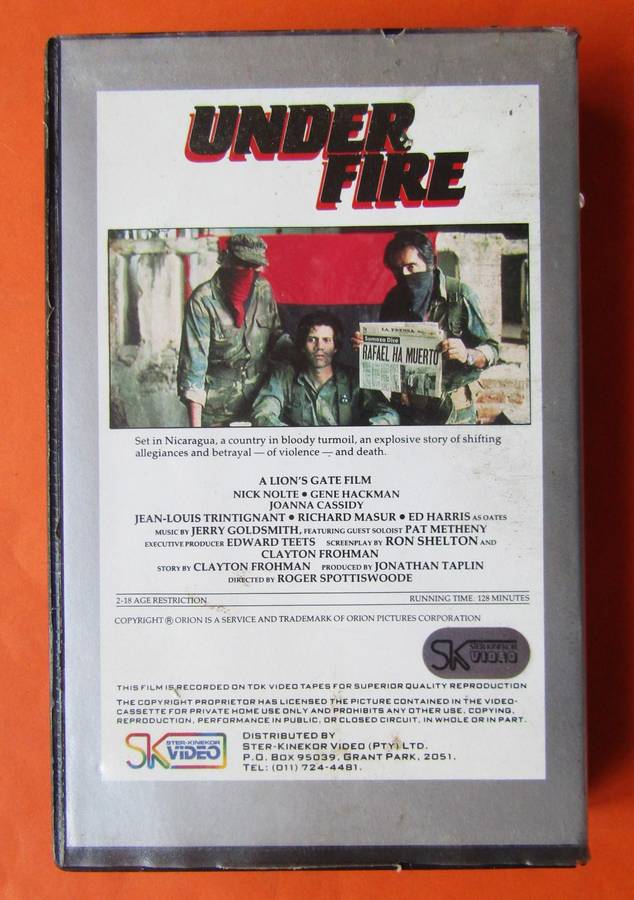 UNDER
FIRE
LA PRENSA
Somoza Dice
RAFAEL HA MUERTO
Set in Nicaragua, a country in bloody turmoil, an explosive story of shifting
allegiances and betrayal — of violence — and death.
A LION'S GATE FILM
NICK NOLTE • GENE HACKMAN
JOANNA CASSIDY
JEAN-LOUIS TRINTIGNANT • RICHARD MASUR • ED HARRIS AS OATES
MUSIC BY JERRY GOLDSMITH, FEATURING GUEST SOLOIST PAT METHENY
EXECUTIVE PRODUCER EDWARD TEETS SCREENPLAY BY RON SHELTON AND
CLAYTON FROHMAN
STORY BY CLAYTON FROHMAN PRODUCED BY JONATHAN TAPLIN
DIRECTED BY ROGER SPOTTISWOODE
2-18 AGE RESTRICTION RUNNING TIME: 128 MINUTES
COPYRIGHT ® ORION IS A SERVICE AND TRADEMARK OF ORION PICTURES CORPORATION
SK STER-KINEKOR VIDEO
THIS FILM IS RECORDED ON TDK VIDEO TAPES FOR SUPERIOR QUALITY REPRODUCTION
THE COPYRIGHT PROPRIETOR HAS LICENSED THE PICTURE CONTAINED IN THE VIDEO-
CASSETTE FOR PRIVATE HOME USE ONLY AND PROHIBITS ANY OTHER USE, COPYING,
REPRODUCTION, PERFORMANCE IN PUBLIC, OR CLOSED CIRCUIT, IN WHOLE OR IN PART.
SK STER-KINEKOR VIDEO
DISTRIBUTED BY
STER-KINEKOR VIDEO (PTY) LTD.
P.O. BOX 95039, GRANT PARK, 2051.
TEL: (011) 724-4481.